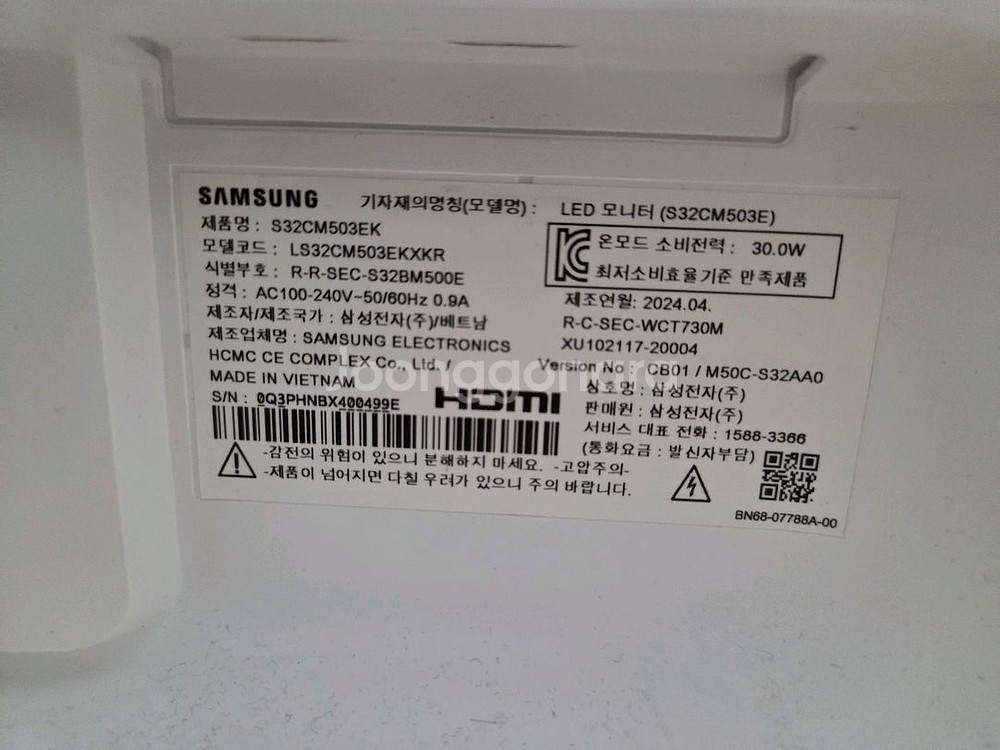 SAMSUNG 기자재의명칭(모델명) : LED 모니터 (S32CM503E)
제품명 : S32CM503EK
모델코드 : LS32CM503EKXKR
식별부호 : R-R-SEC-S32BM500E
정격 : AC100-240V~50/60Hz 0.9A
제조자/제조국가 : 삼성전자(주)/베트남
제조업체명 : SAMSUNG ELECTRONICS
HCMC CE COMPLEX Co., Ltd. /
MADE IN VIETNAM
S/N : 0Q3PHNBX400499E
HDMI
온모드 소비전력 : 30.0W
최저소비효율기준 만족제품
제조연월: 2024.04.
R-C-SEC-WCT730M
XU102117-20004
Version No : CB01 / M50C-S32AA0
상호명 : 삼성전자(주)
판매원 : 삼성전자(주)
서비스 대표 전화 : 1588-3366
(통화요금 : 발신자부담)
-감전의 위험이 있으니 분해하지 마세요. -고압주의-
-제품이 넘어지면 다칠 우려가 있으니 주의 바랍니다.
BN68-07788A-00